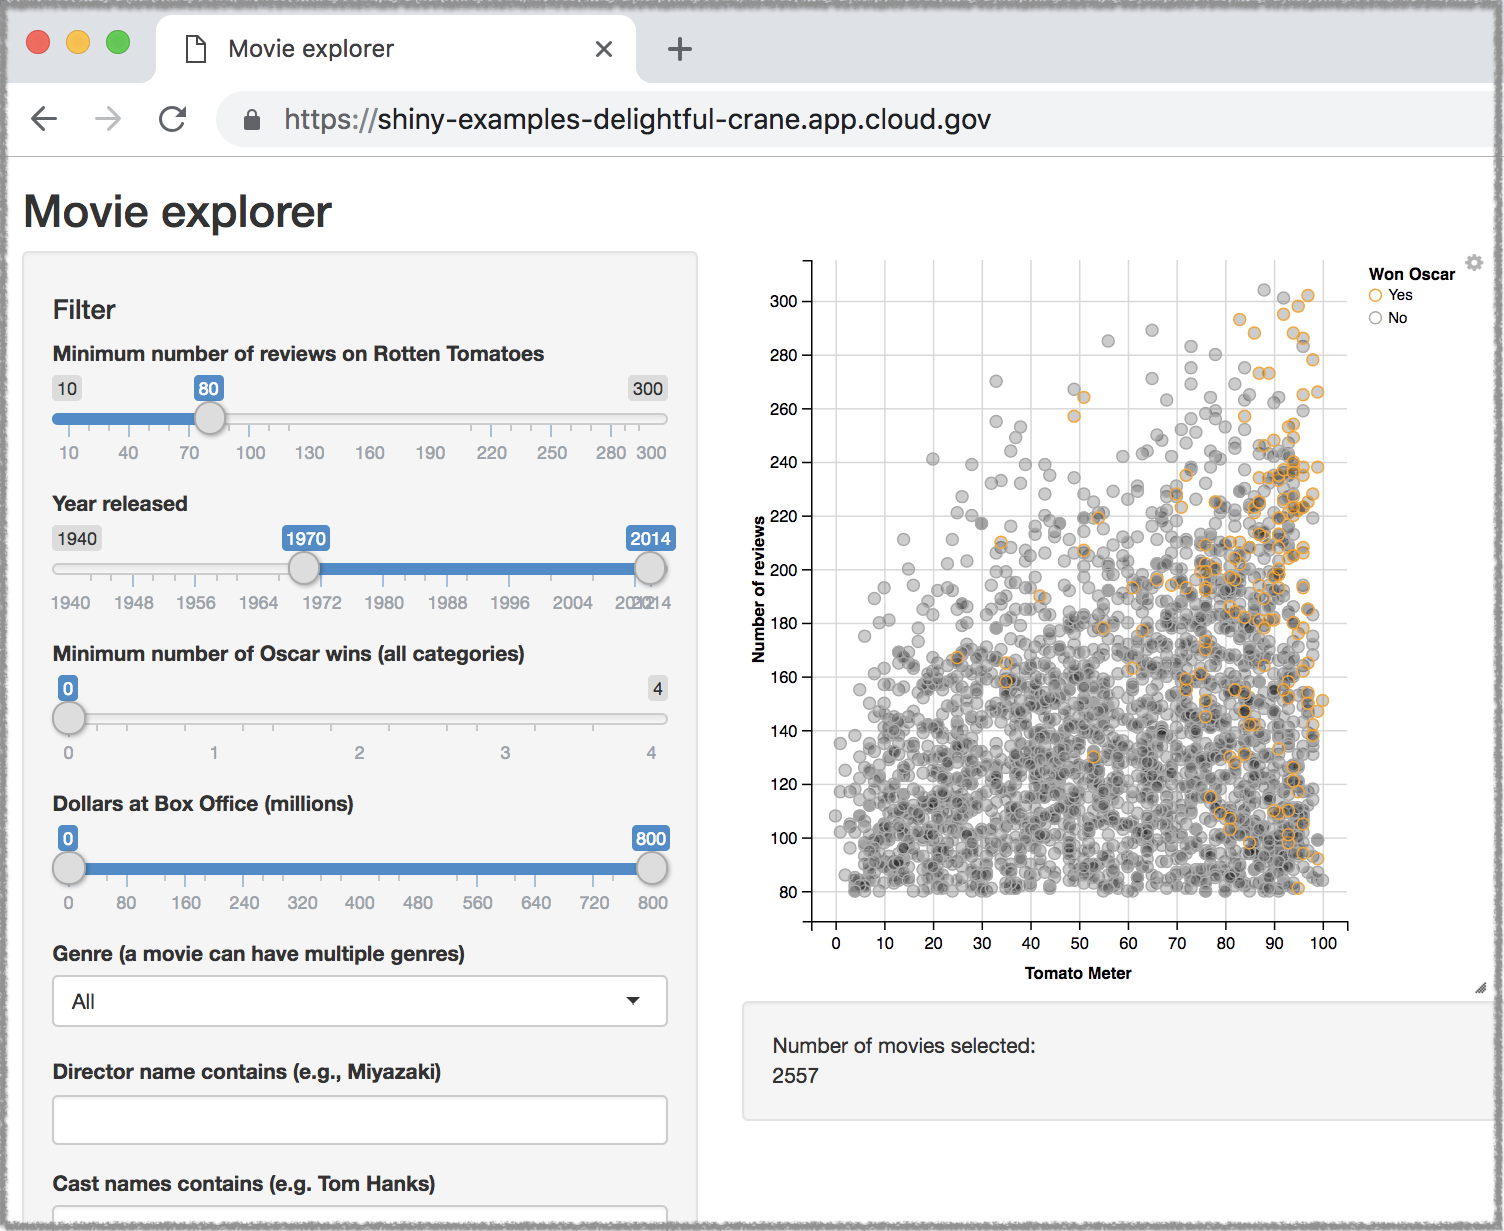 Movie explorer
https://shiny-examples-delightful-crane.app.cloud.gov
Movie explorer
Filter
Minimum number of reviews on Rotten Tomatoes
10 80 300
10 40 70 100 130 160 190 220 250 280 300
Year released
1940 1970 2014
1940 1948 1956 1964 1972 1980 1988 1996 2004 2012 2014
Minimum number of Oscar wins (all categories)
0 4
0 1 2 3 4
Dollars at Box Office (millions)
0 800
0 80 160 240 320 400 480 560 640 720 800
Genre (a movie can have multiple genres)
All
Director name contains (e.g., Miyazaki)
Cast names contains (e.g. Tom Hanks)
Won Oscar
Yes
No
Number of reviews
300
280
260
240
220
200
180
160
140
120
100
80
0 10 20 30 40 50 60 70 80 90 100
Tomato Meter
Number of movies selected:
2557